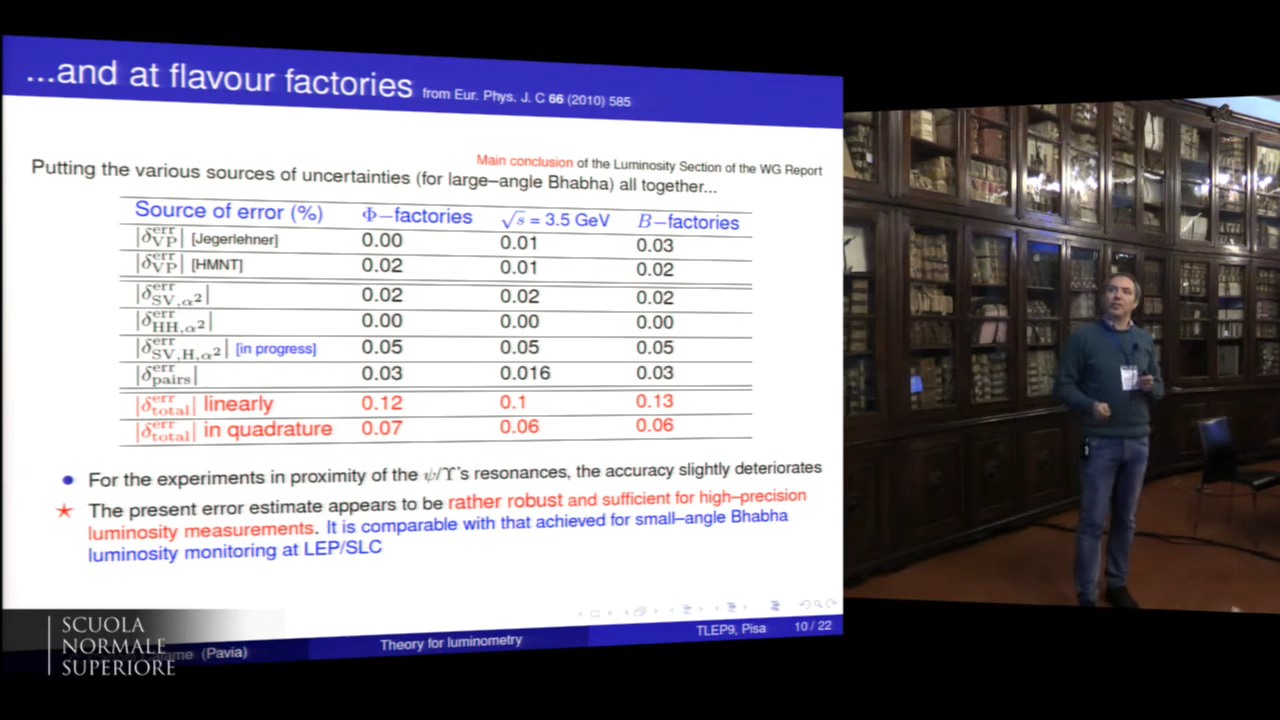 ...and at flavour factories from Eur. Phys. J. C 66 (2010) 585
Main conclusion of the Luminosity Section of the WG Report
Putting the various sources of uncertainties (for large–angle Bhabha) all together...
Source of error (%) Φ−factories √s = 3.5 GeV B−factories
|δ^err_VP| [Jegerlehner] 0.00 0.01 0.03
|δ^err_VP| [HMNT] 0.02 0.01 0.02
|δ^err_SV,α²| 0.02 0.02 0.02
|δ^err_HH,α²| 0.00 0.00 0.00
|δ^err_SV,H,α²| [in progress] 0.05 0.05 0.05
|δ^err_pairs| 0.03 0.016 0.03
|δ^err_total| linearly 0.12 0.1 0.13
|δ^err_total| in quadrature 0.07 0.06 0.06
• For the experiments in proximity of the ψ/Υ's resonances, the accuracy slightly deteriorates
★ The present error estimate appears to be rather robust and sufficient for high–precision
luminosity measurements. It is comparable with that achieved for small–angle Bhabha
luminosity monitoring at LEP/SLC
(Pavia) Theory for luminometry TLEP9, Pisa 10 / 22
SCUOLA
NORMALE
SUPERIORE